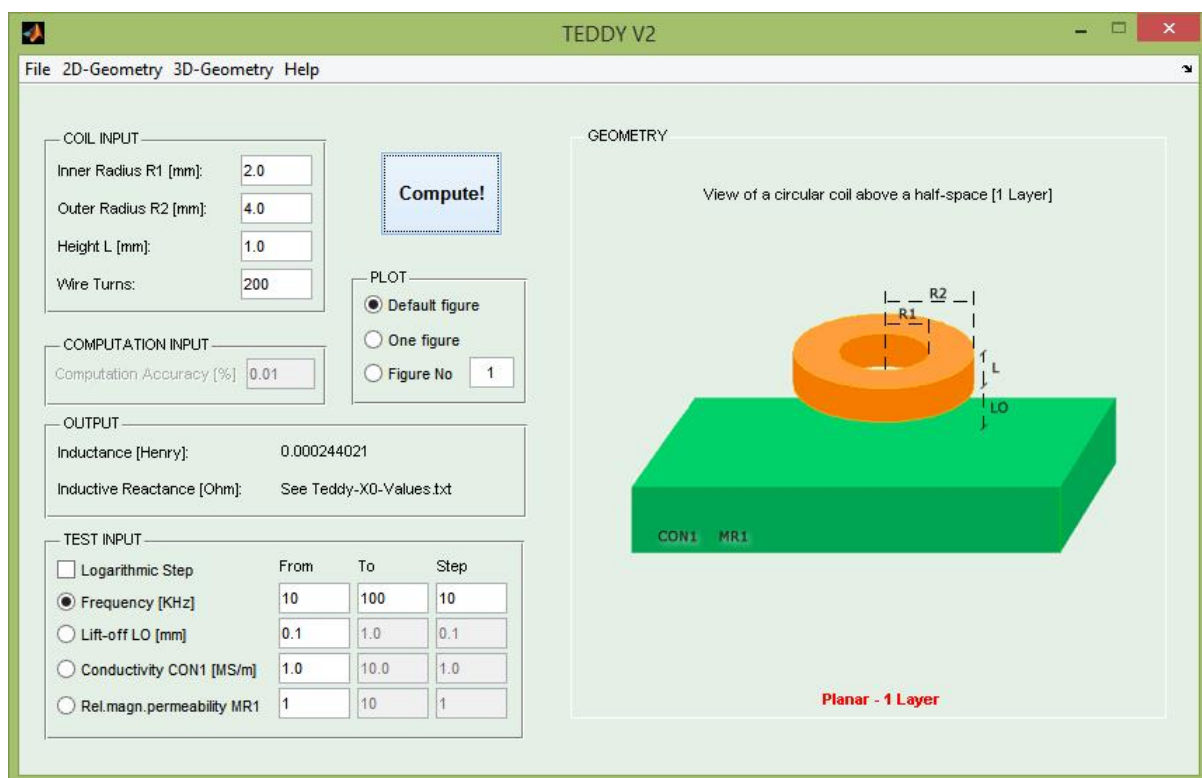 TEDDY V2
File 2D-Geometry 3D-Geometry Help
COIL INPUT
Inner Radius R1 [mm]: 2.0
Outer Radius R2 [mm]: 4.0
Height L [mm]: 1.0
Wire Turns: 200
Compute!
PLOT
Default figure
One figure
Figure No 1
COMPUTATION INPUT
Computation Accuracy [%] 0.01
OUTPUT
Inductance [Henry]: 0.000244021
Inductive Reactance [Ohm]: See Teddy-X0-Values.txt
TEST INPUT
Logarithmic Step From To Step
Frequency [KHz] 10 100 10
Lift-off LO [mm] 0.1 1.0 0.1
Conductivity CON1 [MS/m] 1.0 10.0 1.0
Rel.magn.permeability MR1 1 10 1
GEOMETRY
View of a circular coil above a half-space [1 Layer]
R2
R1
L
LO
CON1 MR1
Planar - 1 Layer